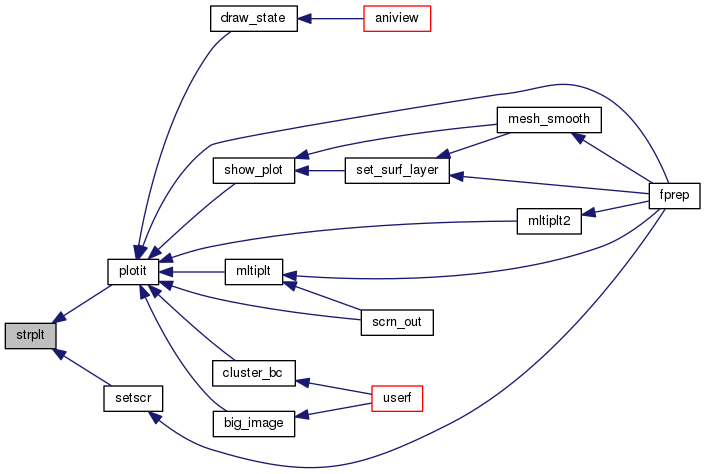 draw_state
aniview
mesh_smooth
show_plot
set_surf_layer
fprep
mltiplt2
plotit
mltiplt
scrn_out
strplt
cluster_bc
setscr
userf
big_image